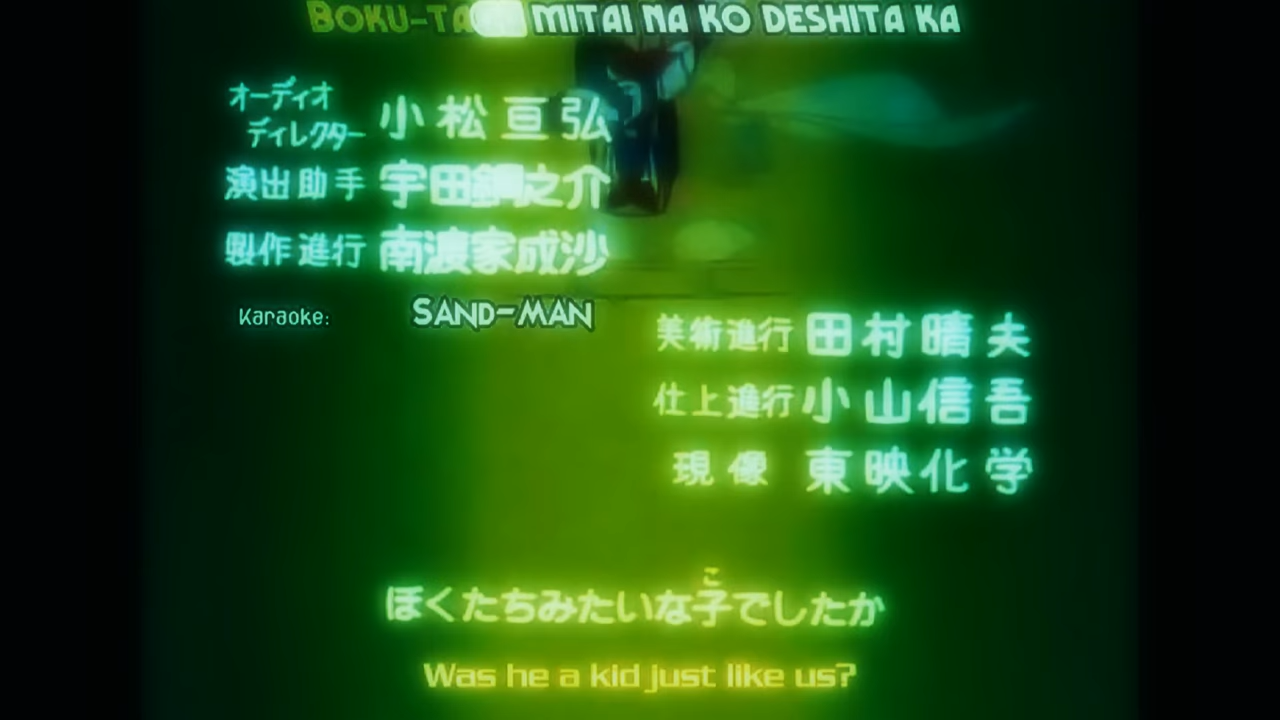 BOKU-TA MITAI NA KO DESHITA KA
オーディオ
ディレクター 小松亘弘
演出助手 宇田鋼之介
製作進行 南渡家成沙
Karaoke: SAND-MAN
美術進行 田村晴夫
仕上進行 小山信吾
現像 東映化学
こ
ぼくたちみたいな子でしたか
Was he a kid just like us?